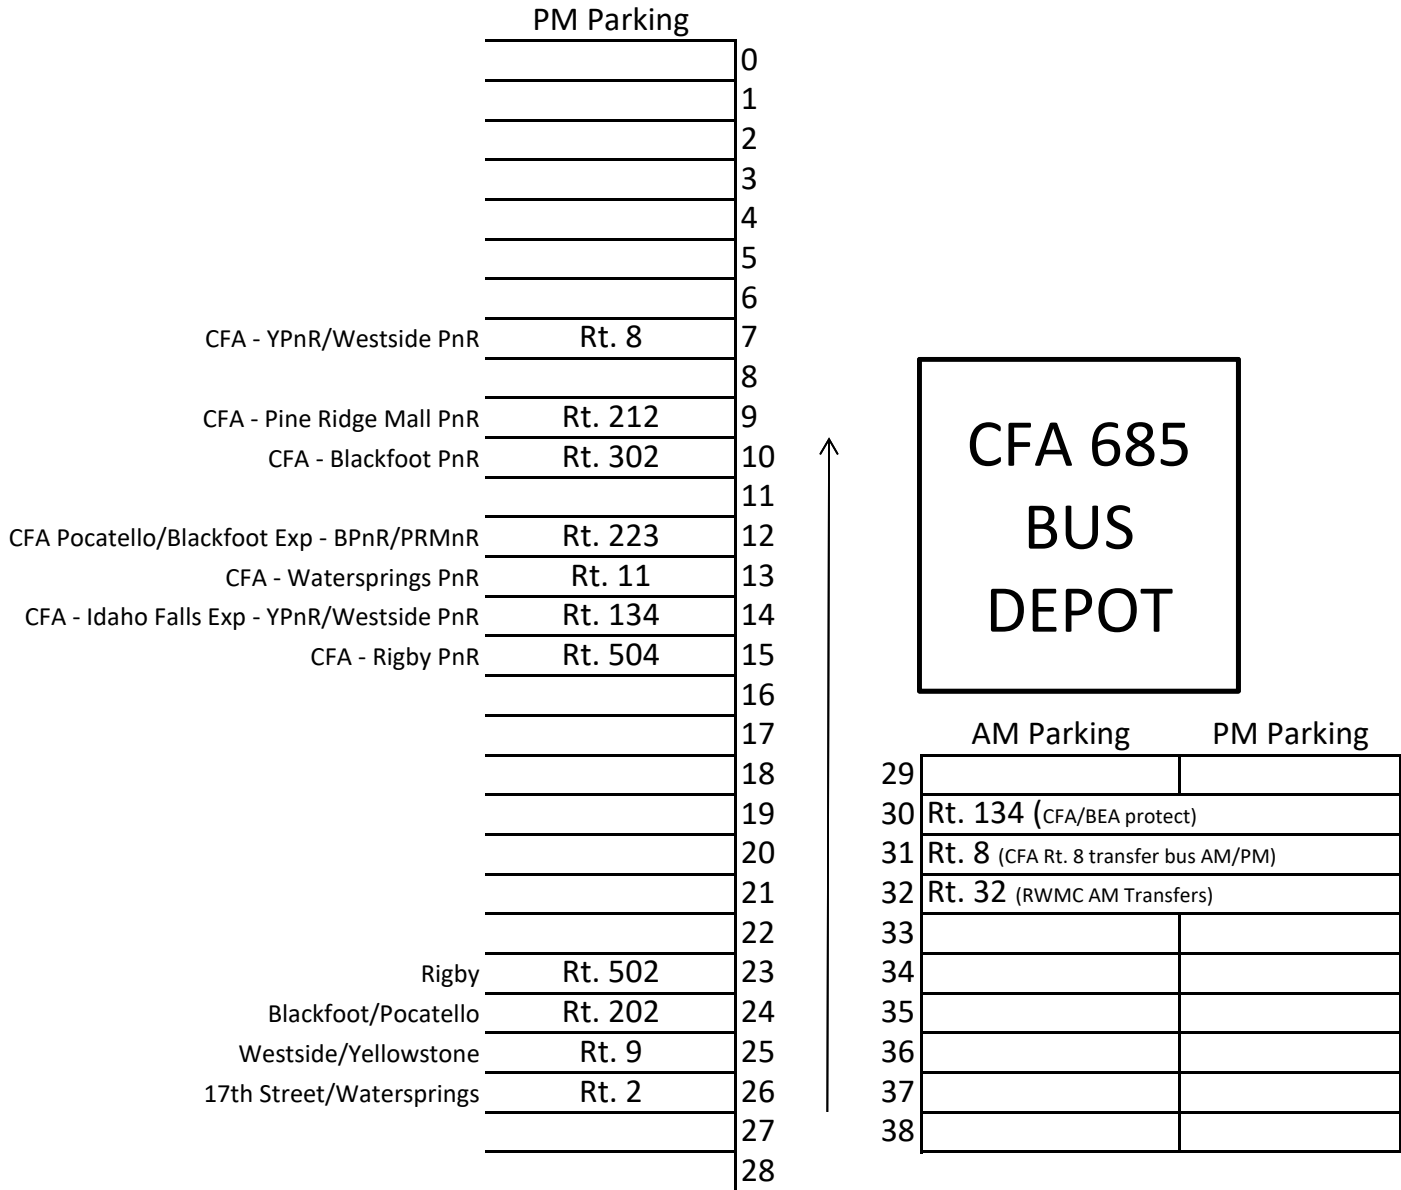 PM Parking
0
1
2
3
4
5
6
CFA - YPnR/Westside PnR Rt. 8 7
8
CFA - Pine Ridge Mall PnR Rt. 212 9
CFA - Blackfoot PnR Rt. 302 10
11
CFA Pocatello/Blackfoot Exp - BPnR/PRMnR Rt. 223 12
CFA - Watersprings PnR Rt. 11 13
CFA - Idaho Falls Exp - YPnR/Westside PnR Rt. 134 14
CFA - Rigby PnR Rt. 504 15
16
17
18
19
20
21
22
Rigby Rt. 502 23
Blackfoot/Pocatello Rt. 202 24
Westside/Yellowstone Rt. 9 25
17th Street/Watersprings Rt. 2 26
27
28
CFA 685
BUS
DEPOT
AM Parking PM Parking
29
30 Rt. 134 (CFA/BEA protect)
31 Rt. 8 (CFA Rt. 8 transfer bus AM/PM)
32 Rt. 32 (RWMC AM Transfers)
33
34
35
36
37
38